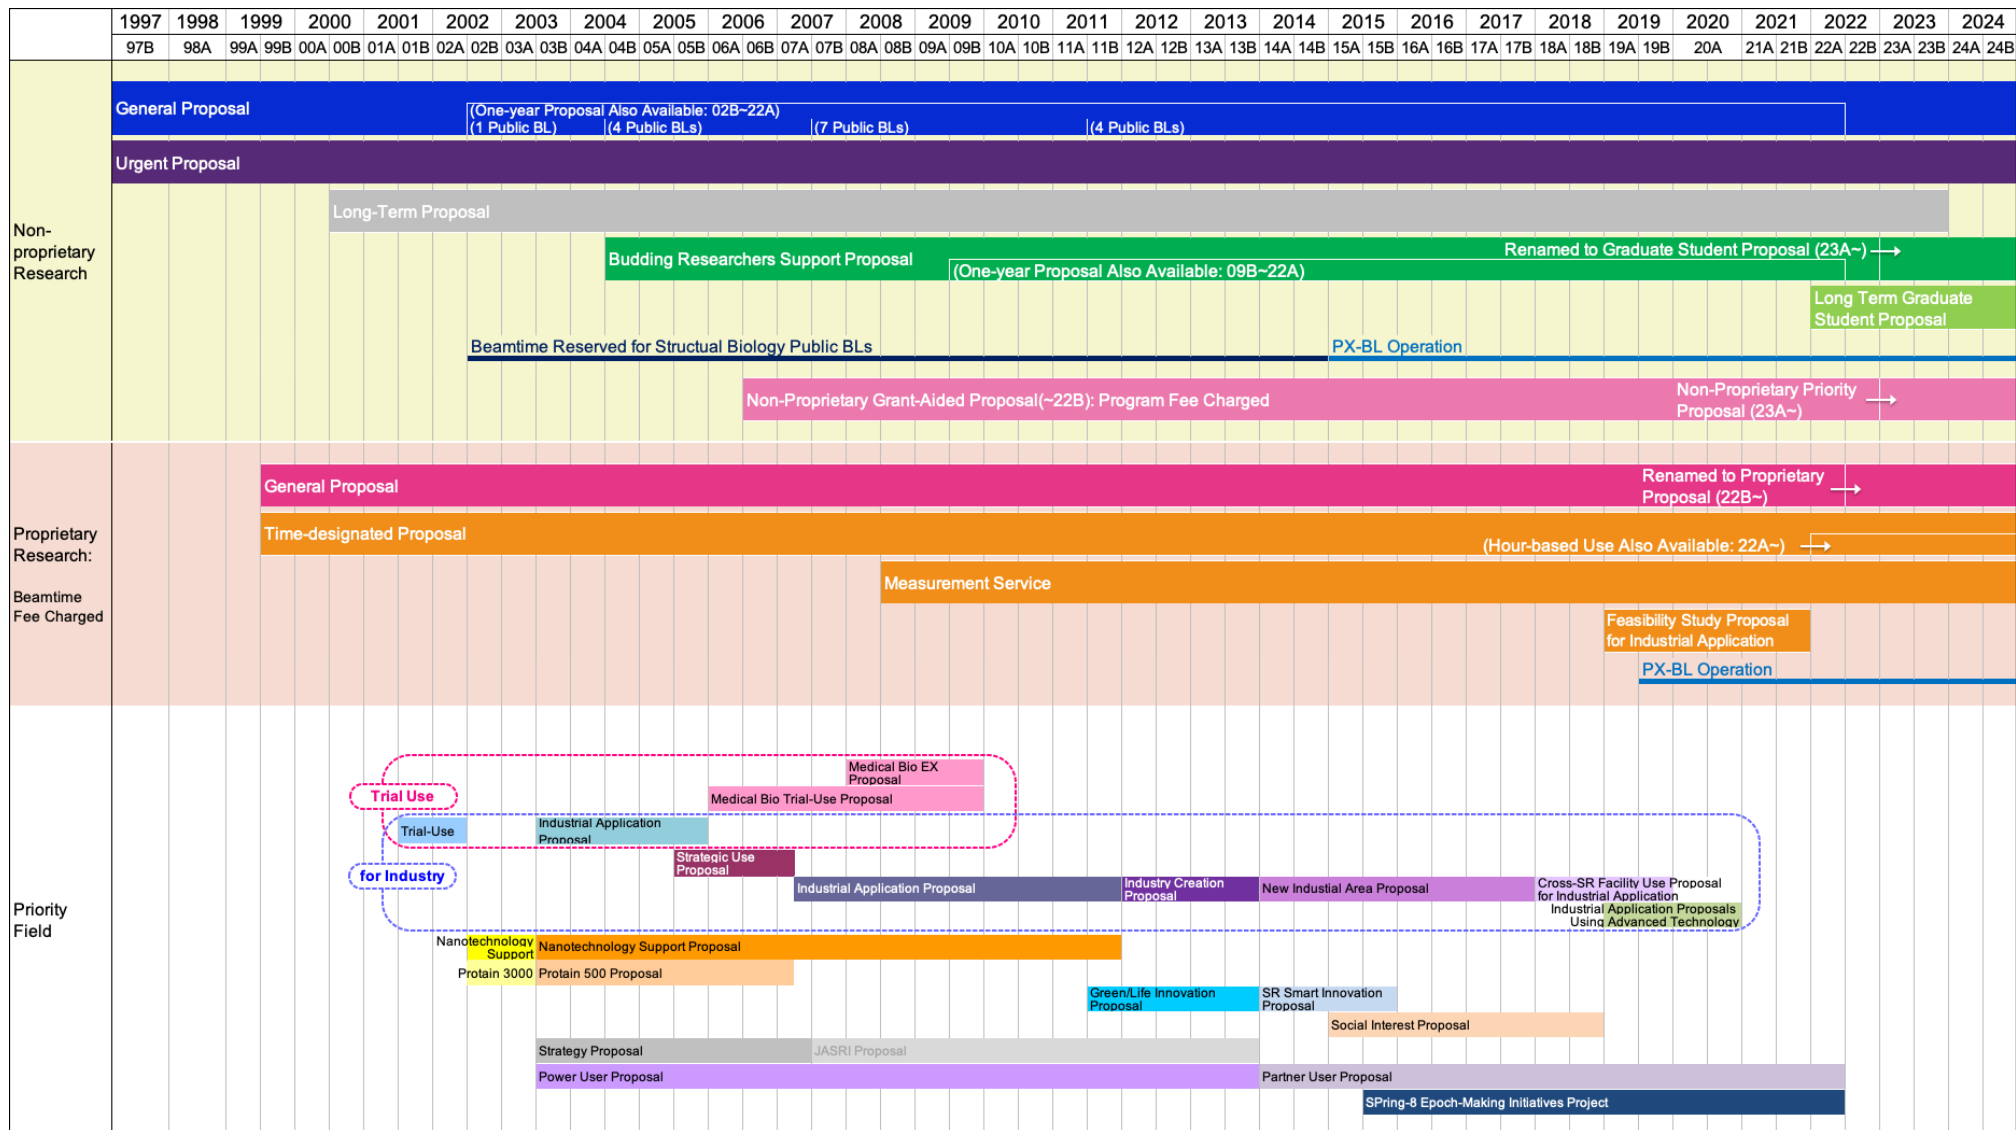 1997 1998 1999 2000 2001 2002 2003 2004 2005 2006 2007 2008 2009 2010 2011 2012 2013 2014 2015 2016 2017 2018 2019 2020 2021 2022 2023 2024
97B 98A 99A 99B 00A 00B 01A 01B 02A 02B 03A 03B 04A 04B 05A 05B 06A 06B 07A 07B 08A 08B 09A 09B 10A 10B 11A 11B 12A 12B 13A 13B 14A 14B 15A 15B 16A 16B 17A 17B 18A 18B 19A 19B 20A 21A 21B 22A 22B 23A 23B 24A 24B
Non-
proprietary
Research
General Proposal
(One-year Proposal Also Available: 02B~22A)
(1 Public BL) (4 Public BLs) (7 Public BLs) (4 Public BLs)
Urgent Proposal
Long-Term Proposal
Budding Researchers Support Proposal
Renamed to Graduate Student Proposal (23A~)
(One-year Proposal Also Available: 09B~22A)
Long Term Graduate
Student Proposal
Beamtime Reserved for Structual Biology Public BLs
PX-BL Operation
Non-Proprietary Grant-Aided Proposal(~22B): Program Fee Charged
Non-Proprietary Priority
Proposal (23A~)
Proprietary
Research:
Beamtime
Fee Charged
General Proposal
Renamed to Proprietary
Proposal (22B~)
Time-designated Proposal
(Hour-based Use Also Available: 22A~)
Measurement Service
Feasibility Study Proposal
for Industrial Application
PX-BL Operation
Priority
Field
Trial Use
Medical Bio EX
Proposal
Medical Bio Trial-Use Proposal
Trial-Use
Industrial Application
Proposal
for Industry
Strategic Use
Proposal
Industrial Application Proposal
Industry Creation
Proposal
New Industial Area Proposal
Cross-SR Facility Use Proposal
for Industrial Application
Industrial Application Proposals
Using Advanced Technology
Nanotechnology
Support
Nanotechnology Support Proposal
Protain 3000
Protain 500 Proposal
Green/Life Innovation
Proposal
SR Smart Innovation
Proposal
Social Interest Proposal
Strategy Proposal
JASRI Proposal
Power User Proposal
Partner User Proposal
SPring-8 Epoch-Making Initiatives Project